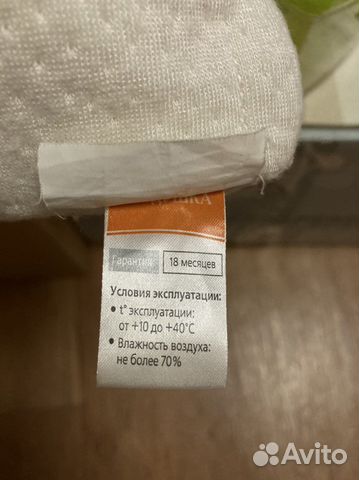 Гарантия 18 месяцев
Условия эксплуатации:
• t° эксплуатации:
от +10 до +40°C
• Влажность воздуха:
не более 70%
Avito